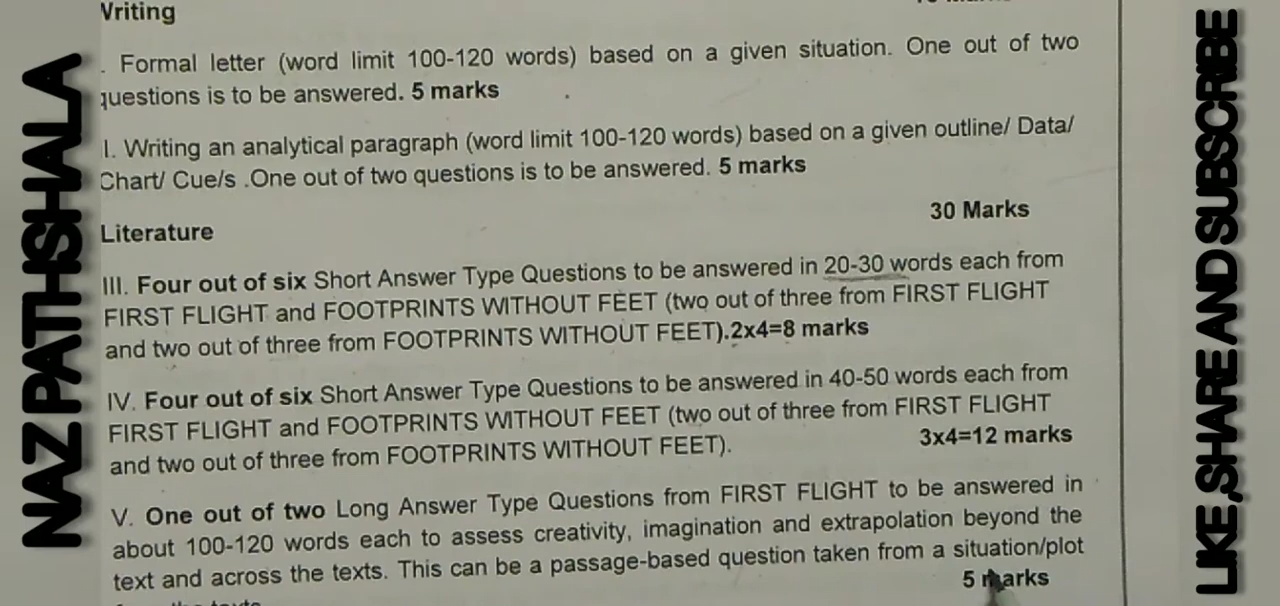 NAZ PATHSHALA
Writing
. Formal letter (word limit 100-120 words) based on a given situation. One out of two
questions is to be answered. 5 marks
I. Writing an analytical paragraph (word limit 100-120 words) based on a given outline/ Data/
Chart/ Cue/s .One out of two questions is to be answered. 5 marks
30 Marks
Literature
III. Four out of six Short Answer Type Questions to be answered in 20-30 words each from
FIRST FLIGHT and FOOTPRINTS WITHOUT FEET (two out of three from FIRST FLIGHT
and two out of three from FOOTPRINTS WITHOUT FEET).2x4=8 marks
IV. Four out of six Short Answer Type Questions to be answered in 40-50 words each from
FIRST FLIGHT and FOOTPRINTS WITHOUT FEET (two out of three from FIRST FLIGHT
and two out of three from FOOTPRINTS WITHOUT FEET). 3x4=12 marks
V. One out of two Long Answer Type Questions from FIRST FLIGHT to be answered in
about 100-120 words each to assess creativity, imagination and extrapolation beyond the
text and across the texts. This can be a passage-based question taken from a situation/plot
5 marks
LIKE,SHARE AND SUBSCRIBE